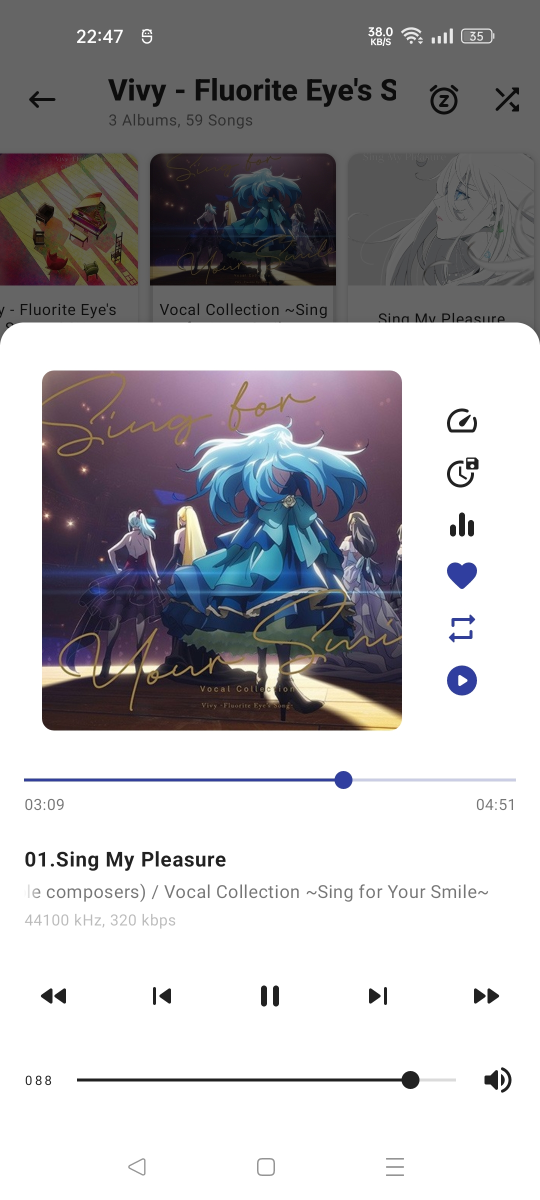 22:47
38.0
KB/S
35
Vivy - Fluorite Eye's S
3 Albums, 59 Songs
y - Fluorite Eye's
Vocal Collection ~Sing
Sing My Pleasure
Sing for
Your Smi
Vocal Collection
Vivy -Fluorite Eye's Song-
03:09
04:51
01.Sing My Pleasure
le composers) / Vocal Collection ~Sing for Your Smile~
44100 kHz, 320 kbps
088